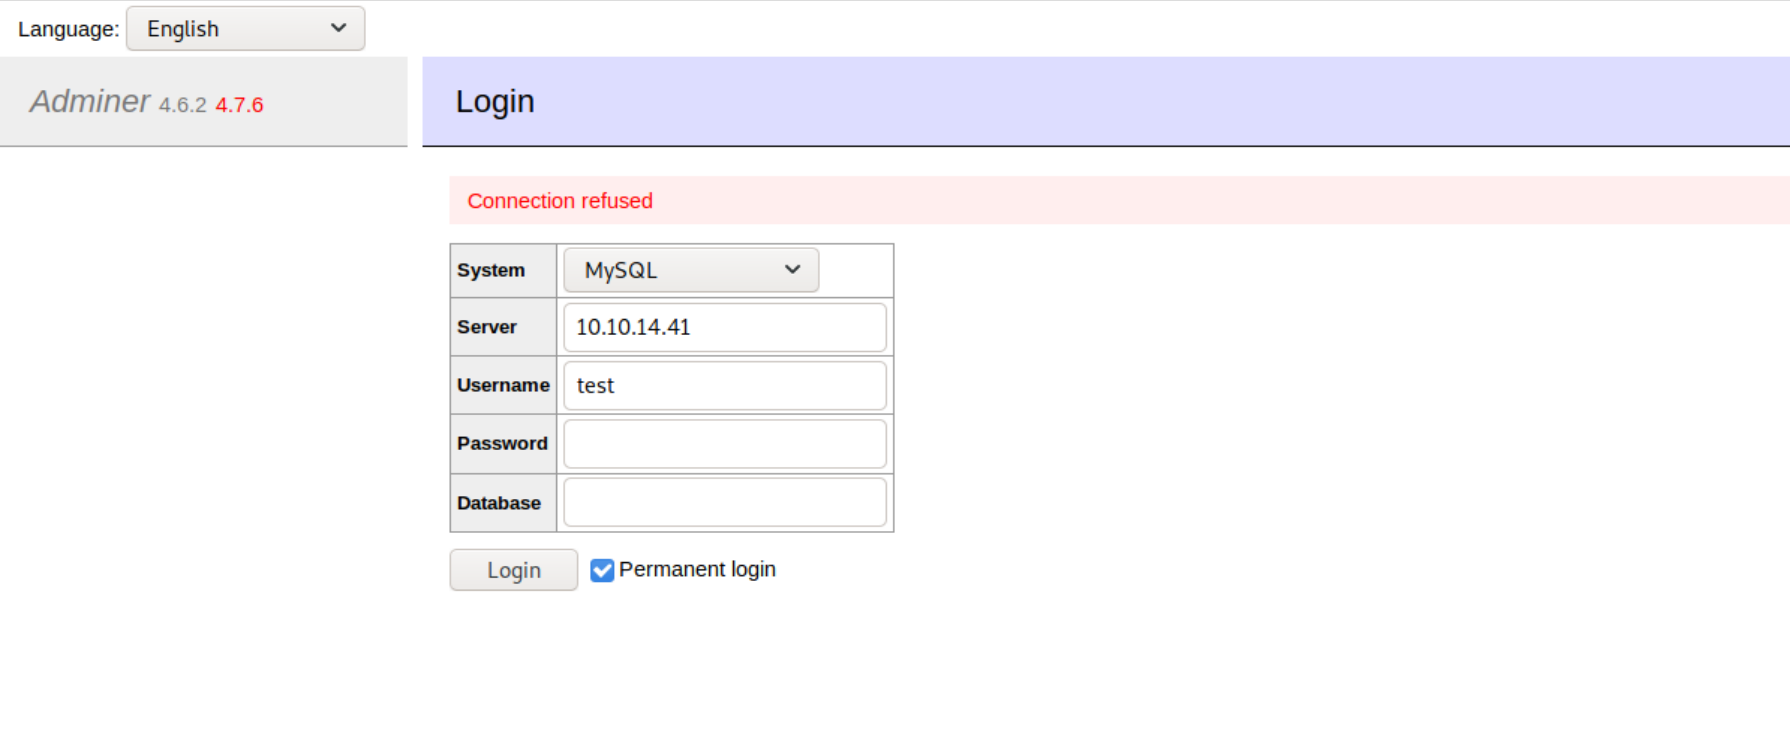 Language: English
Adminer 4.6.2 4.7.6
Login
Connection refused
System MySQL
Server 10.10.14.41
Username test
Password
Database
Login Permanent login